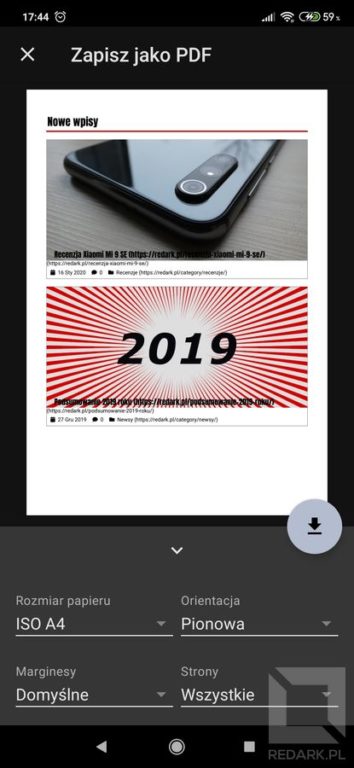 17:44
59%
Zapisz jako PDF
Nowe wpisy
Recenzja Xiaomi Mi 9 SE (https://redark.pl/recenzja-xiaomi-mi-9-se/)
(https://redark.pl/recenzja-xiaomi-mi-9-se/)
16 Sty 2020 0 Recenzje (https://redark.pl/category/recenzje/)
2019
Podsumowanie 2019 roku (https://redark.pl/podsumowanie-2019-roku/)
(https://redark.pl/podsumowanie-2019-roku/)
27 Gru 2019 0 Newsy (https://redark.pl/category/newsy/)
Rozmiar papieru Orientacja
ISO A4 Pionowa
Marginesy Strony
Domyślne Wszystkie
REDARK.PL